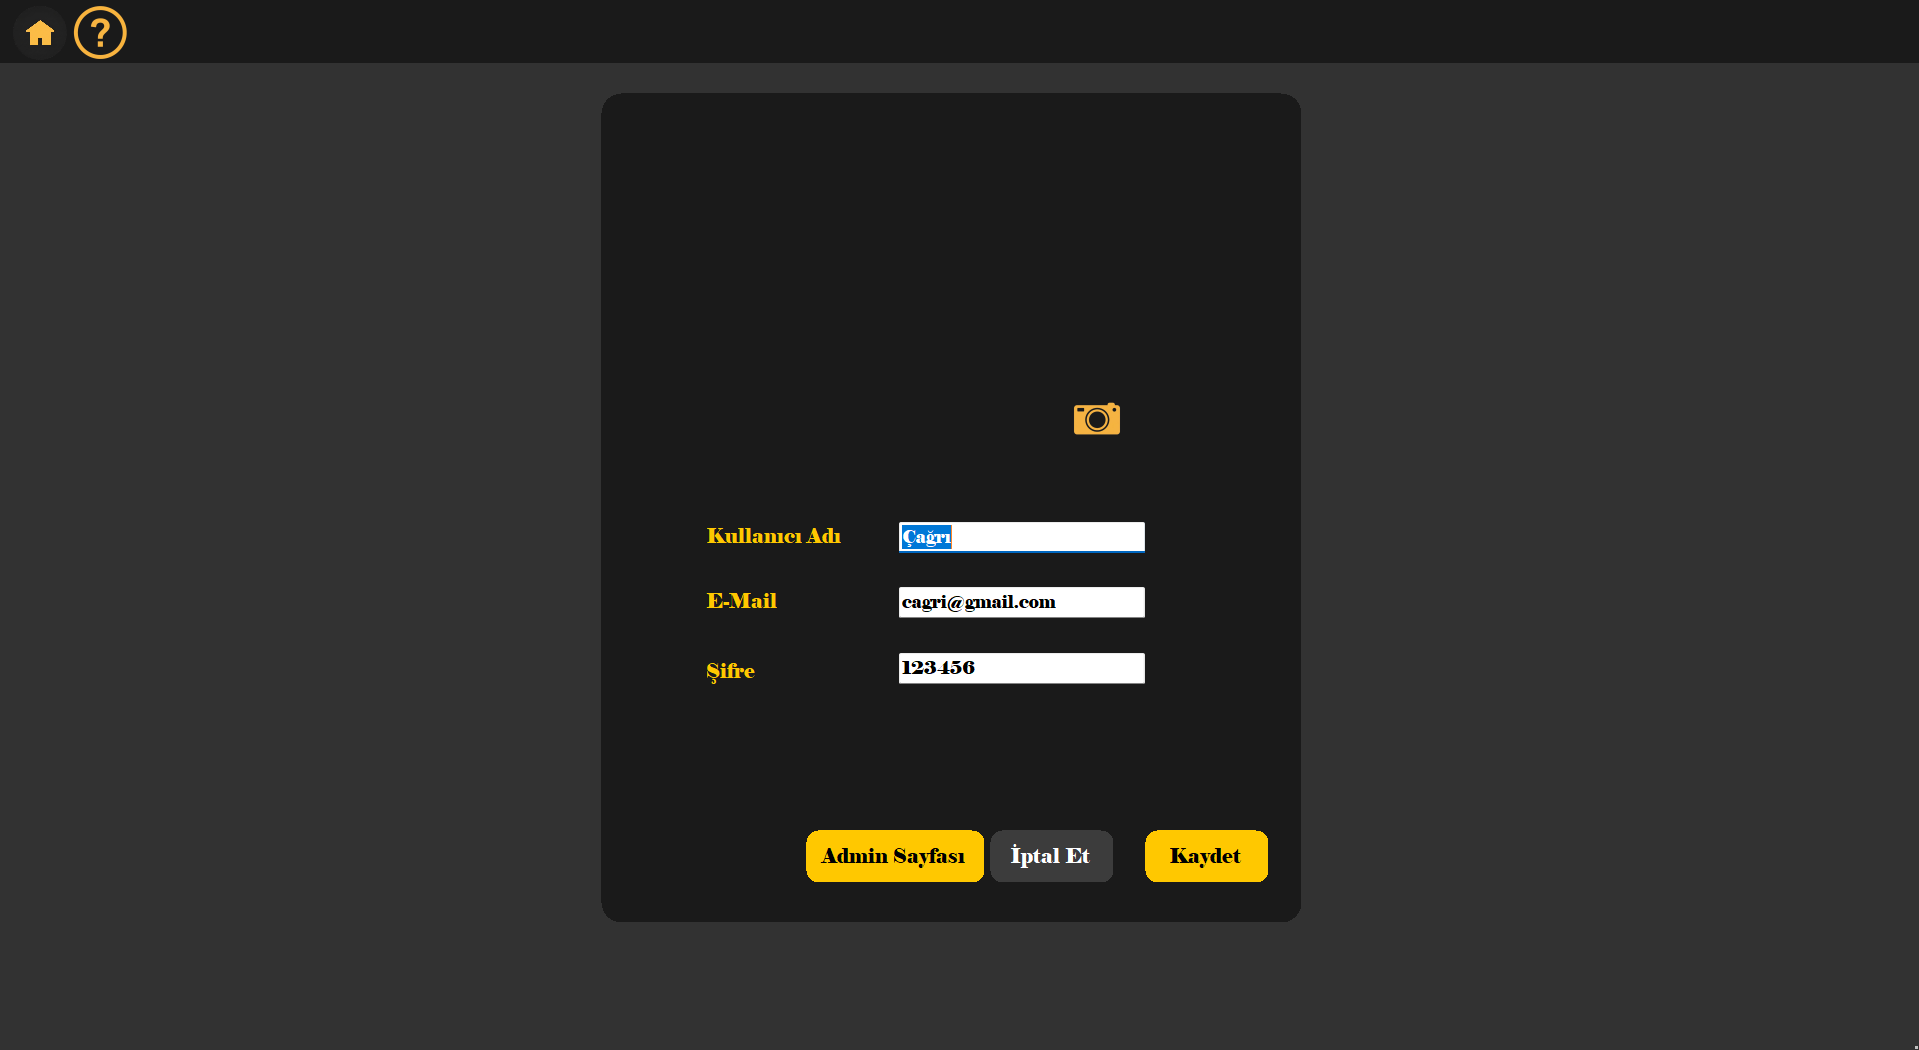 ?
Kullanıcı Adı Çağrı
E-Mail cagri@gmail.com
Şifre 123456
Admin Sayfası İptal Et Kaydet